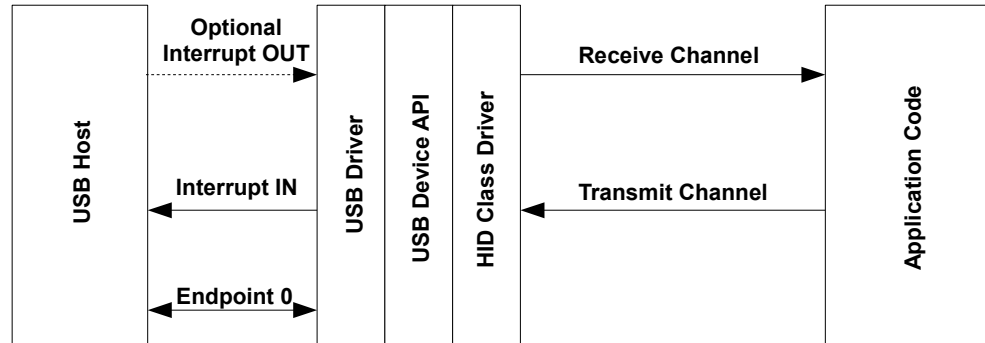 Optional
Interrupt OUT
Receive Channel
USB Host
USB Driver
USB Device API
HID Class Driver
Application Code
Interrupt IN
Transmit Channel
Endpoint 0